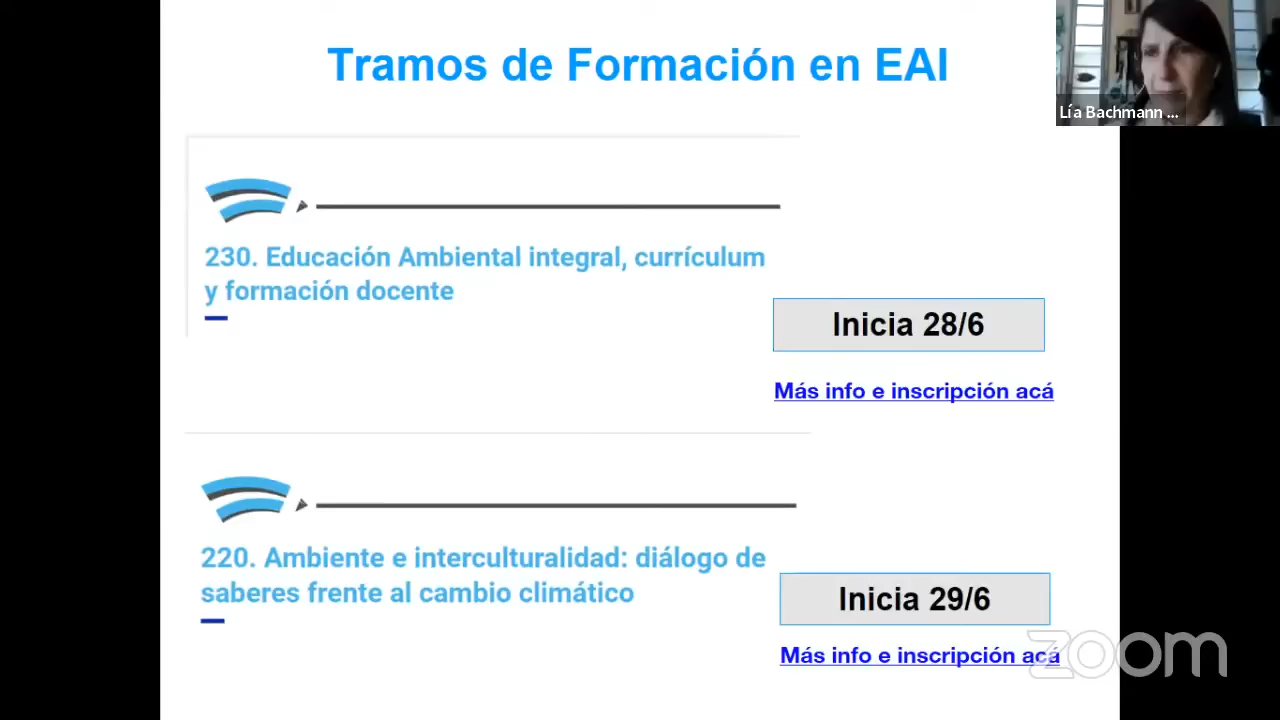 Tramos de Formación en EAI
Lía Bachmann ...
230. Educación Ambiental integral, currículum
y formación docente
Inicia 28/6
Más info e inscripción acá
220. Ambiente e interculturalidad: diálogo de
saberes frente al cambio climático
Inicia 29/6
Más info e inscripción acá
zoom